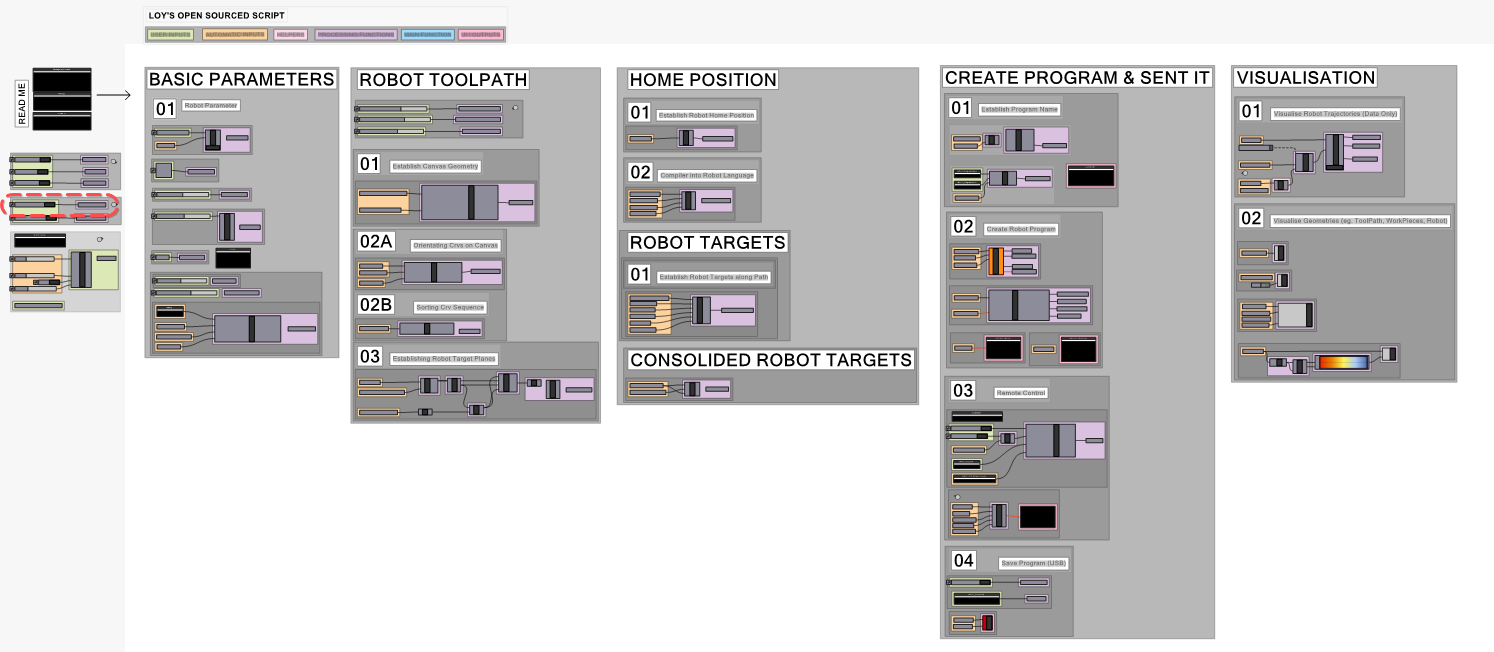 LOY'S OPEN SOURCED SCRIPT
USER INPUTS
AUTOMATIC INPUTS
HELPERS
PROCESSING FUNCTIONS
MAIN FUNCTION
READ ME
BASIC PARAMETERS
01
Robot Parameter
ROBOT TOOLPATH
01
Establish Canvas Geometry
02A
Orientating Crvs on Canvas
02B
Sorting Crv Sequence
03
Establishing Robot Target Planes
HOME POSITION
01
Establish Robot Home Position
02
Compiler into Robot Language
ROBOT TARGETS
01
Establish Robot Targets along Path
CONSOLIDED ROBOT TARGETS
CREATE PROGRAM & SENT IT
01
Establish Program Name
02
Create Robot Program
03
Remote Control
04
Save Program (USB)
VISUALISATION
01
Visualise Robot Trajectories (Data Only)
02
Visualise Geometries (eg. ToolPath, WorkPieces, Robot)